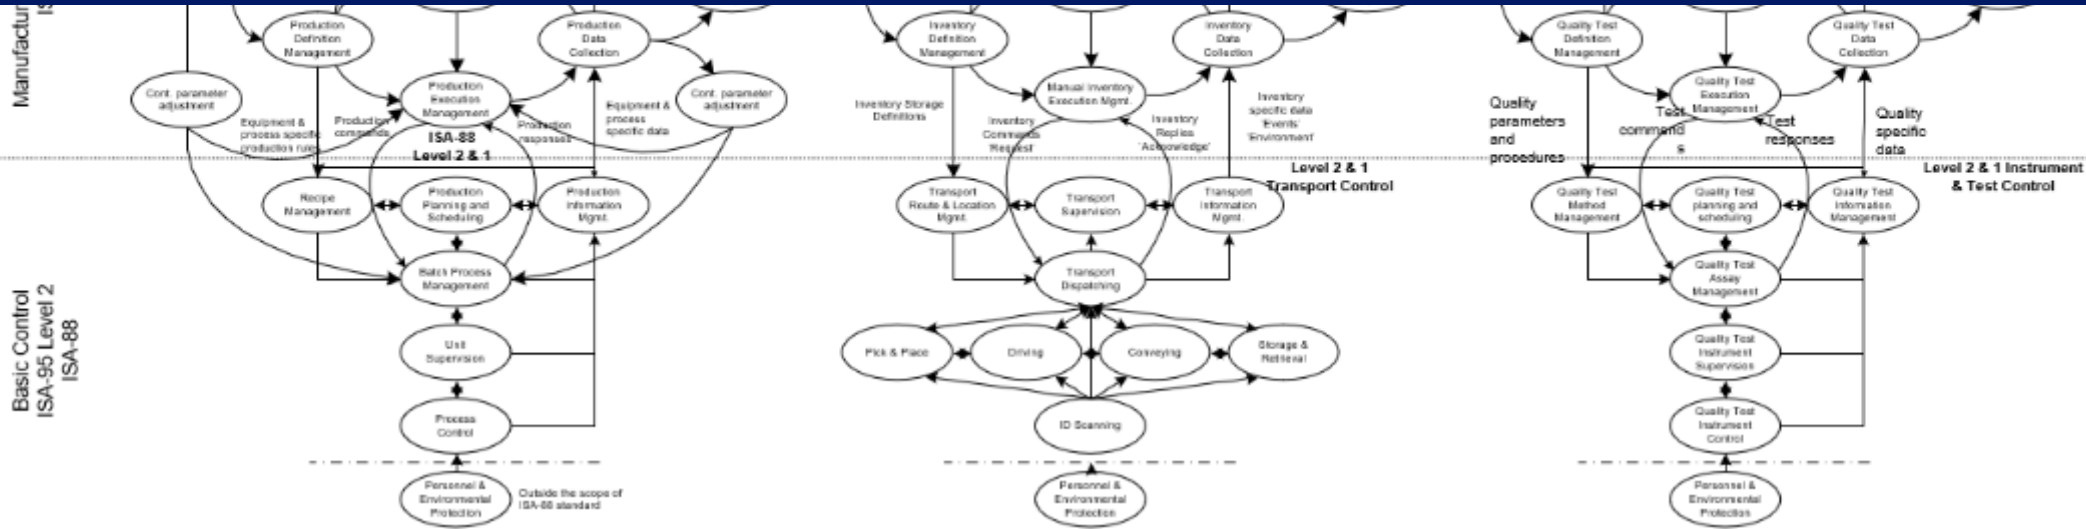 Manufactur
IS
Production
Definition
Management
Production
Data
Collection
Cont. parameter
adjustment
Production
Execution
Management
Cont. parameter
adjustment
Equipment &
process specific
production rules
Production
commands
Production
responses
Equipment &
process
specific data
ISA-88
Level 2 & 1
Recipe
Management
Production
Planning and
Scheduling
Production
Information
Mgmt.
Batch Process
Management
Unit
Supervision
Process
Control
Personnel &
Environmental
Protection
Outside the scope of
ISA-88 standard
Basic Control
ISA-95 Level 2
ISA-88
Inventory
Definition
Management
Inventory
Data
Collection
Manual Inventory
Execution Mgmt.
Inventory Storage
Definitions
Inventory
Commands
'Request'
Inventory
Replies
'Acknowledge'
Inventory
specific data
'Events'
'Environment'
Level 2 & 1
Transport Control
Transport
Route & Location
Mgmt.
Transport
Supervision
Transport
Information
Mgmt.
Transport
Dispatching
Pick & Place
Driving
Conveying
Storage &
Retrieval
ID Scanning
Personnel &
Environmental
Protection
Quality Test
Definition
Management
Quality Test
Data
Collection
Quality Test
Execution
Management
Quality
parameters
and
procedures
Test
command
s
Test
responses
Quality
specific
data
Level 2 & 1 Instrument
& Test Control
Quality Test
Method
Management
Quality Test
planning and
scheduling
Quality Test
Information
Management
Quality Test
Assay
Management
Quality Test
Instrument
Supervision
Quality Test
Instrument
Control
Personnel &
Environmental
Protection